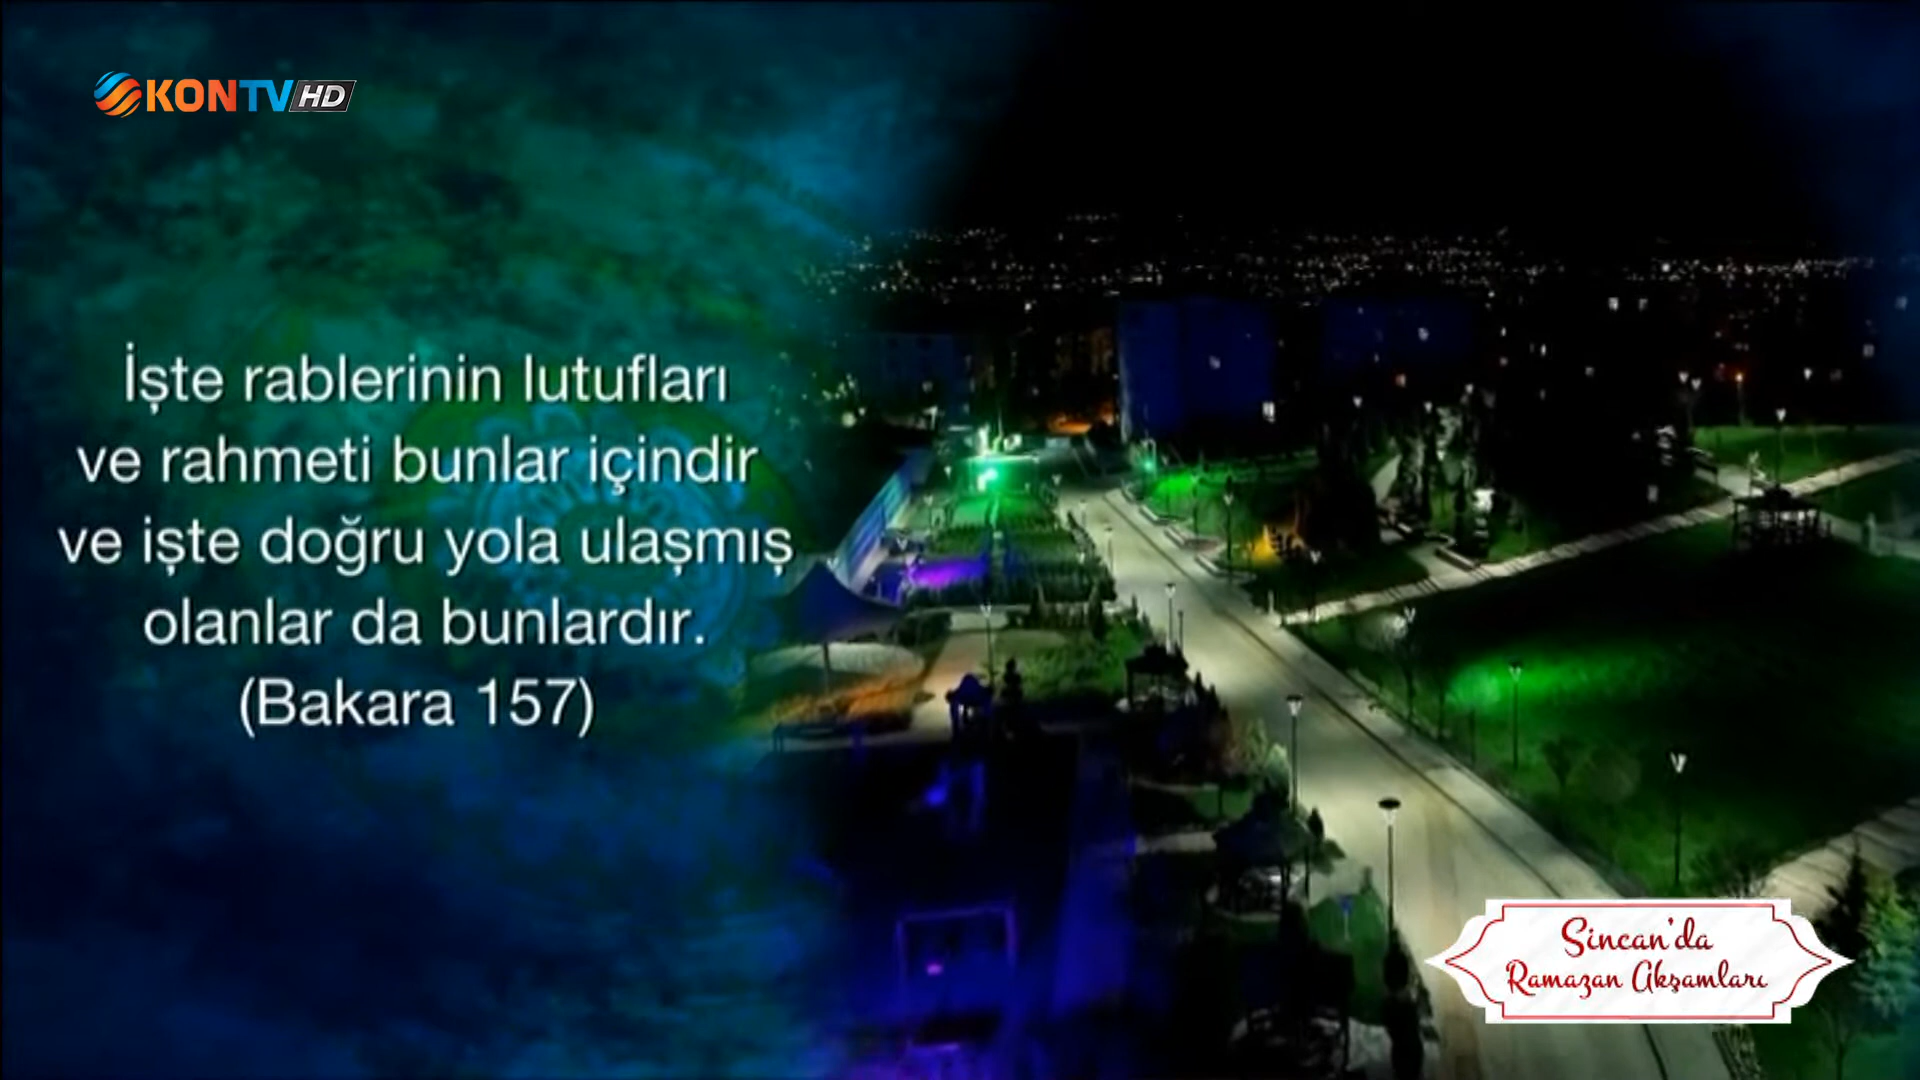 KONTV HD
İşte rablerinin lutufları
ve rahmeti bunlar içindir
ve işte doğru yola ulaşmış
olanlar da bunlardır.
(Bakara 157)
Sincan'da
Ramazan Akşamları